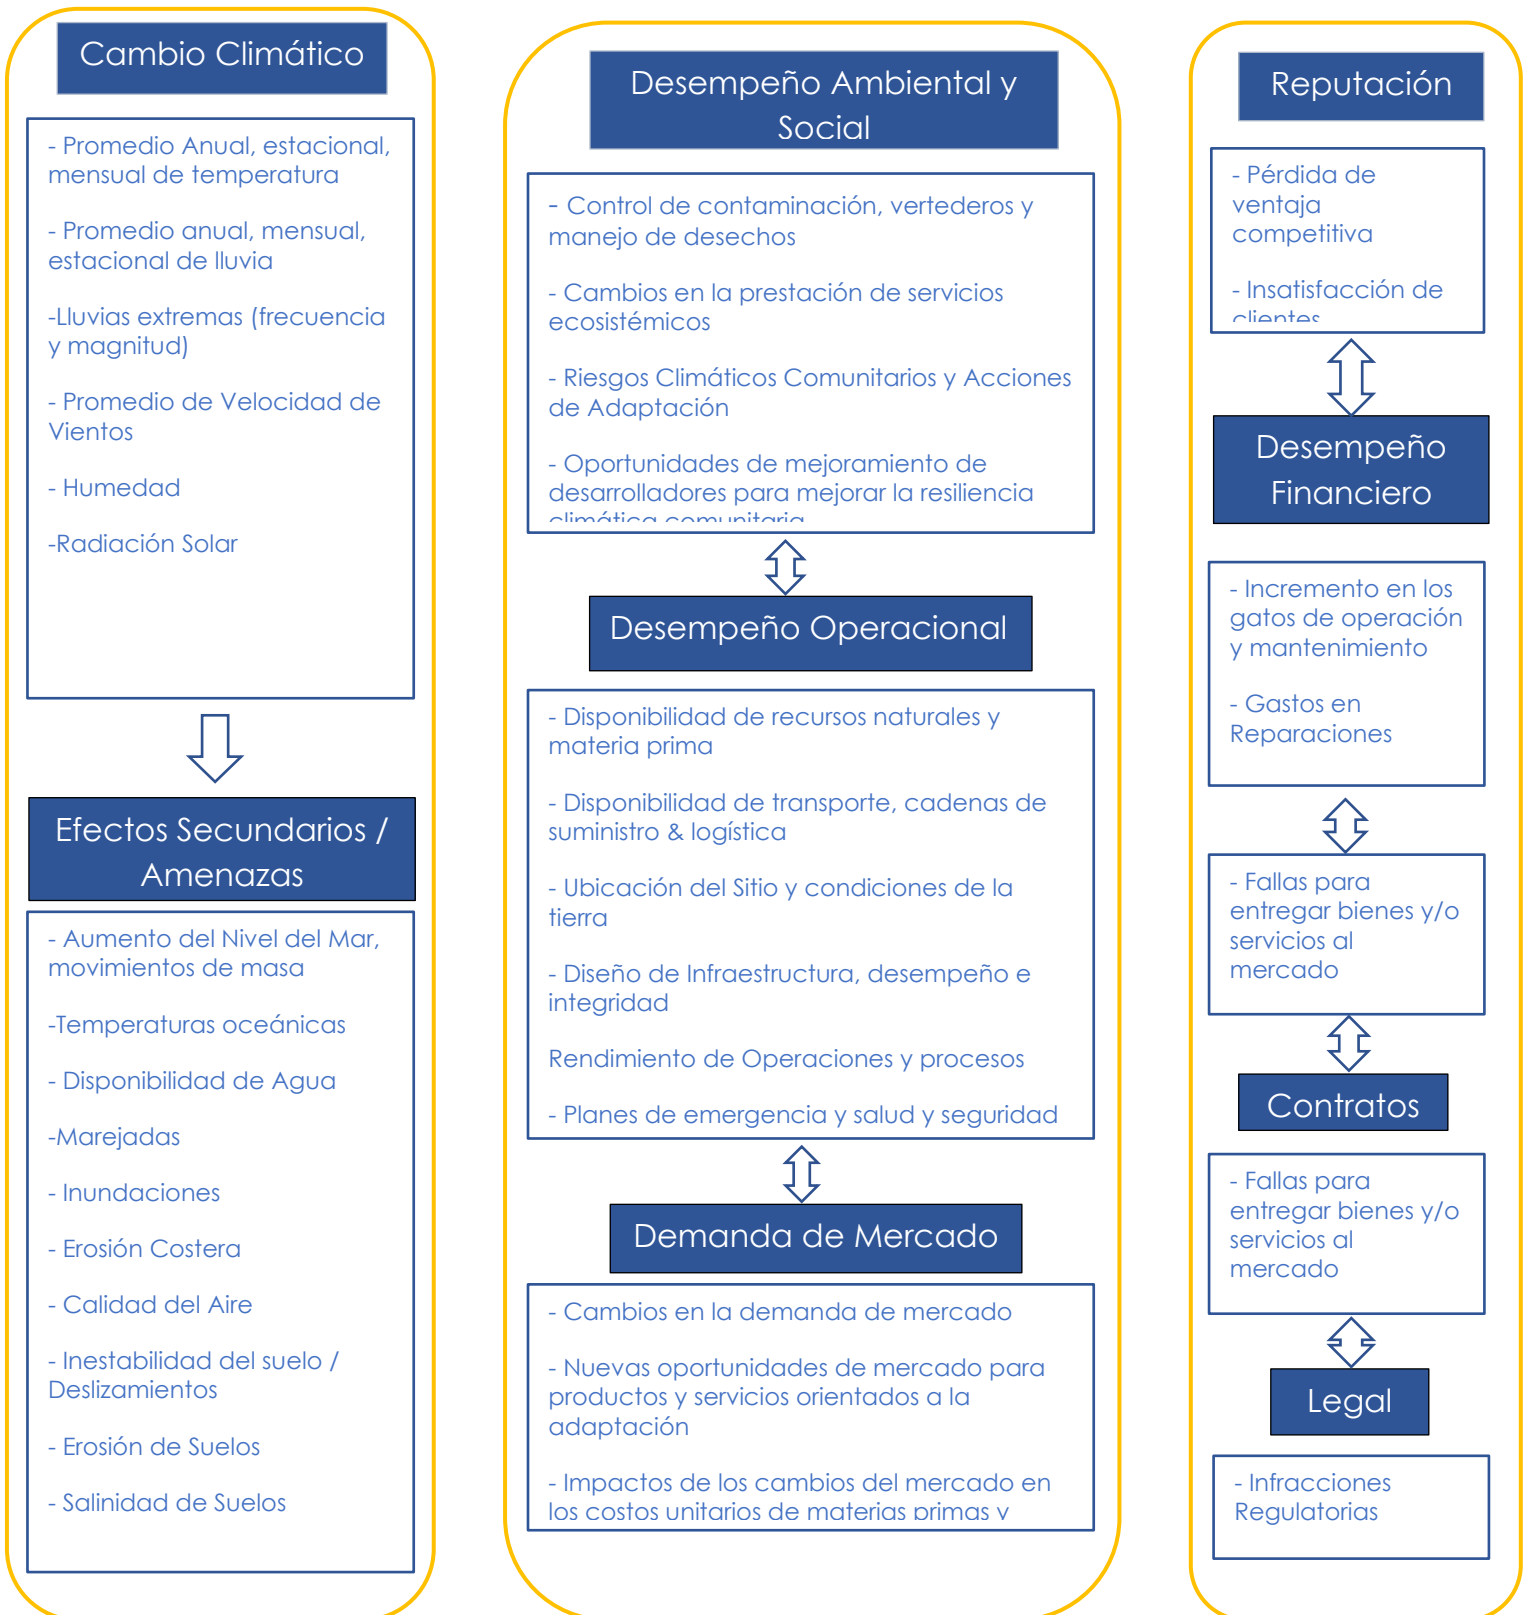 Cambio Climático
- Promedio Anual, estacional,
mensual de temperatura
- Promedio anual, mensual,
estacional de lluvia
-Lluvias extremas (frecuencia
y magnitud)
- Promedio de Velocidad de
Vientos
- Humedad
-Radiación Solar
Efectos Secundarios /
Amenazas
- Aumento del Nivel del Mar,
movimientos de masa
-Temperaturas oceánicas
- Disponibilidad de Agua
-Marejadas
- Inundaciones
- Erosión Costera
- Calidad del Aire
- Inestabilidad del suelo /
Deslizamientos
- Erosión de Suelos
- Salinidad de Suelos
Desempeño Ambiental y
Social
- Control de contaminación, vertederos y
manejo de desechos
- Cambios en la prestación de servicios
ecosistémicos
- Riesgos Climáticos Comunitarios y Acciones
de Adaptación
- Oportunidades de mejoramiento de
desarrolladores para mejorar la resiliencia
climática comunitaria
Desempeño Operacional
- Disponibilidad de recursos naturales y
materia prima
- Disponibilidad de transporte, cadenas de
suministro & logística
- Ubicación del Sitio y condiciones de la
tierra
- Diseño de Infraestructura, desempeño e
integridad
Rendimiento de Operaciones y procesos
- Planes de emergencia y salud y seguridad
Demanda de Mercado
- Cambios en la demanda de mercado
- Nuevas oportunidades de mercado para
productos y servicios orientados a la
adaptación
- Impactos de los cambios del mercado en
los costos unitarios de materias primas y
Reputación
- Pérdida de
ventaja
competitiva
- Insatisfacción de
clientes
Desempeño
Financiero
- Incremento en los
gatos de operación
y mantenimiento
- Gastos en
Reparaciones
- Fallas para
entregar bienes y/o
servicios al
mercado
Contratos
- Fallas para
entregar bienes y/o
servicios al
mercado
Legal
- Infracciones
Regulatorias